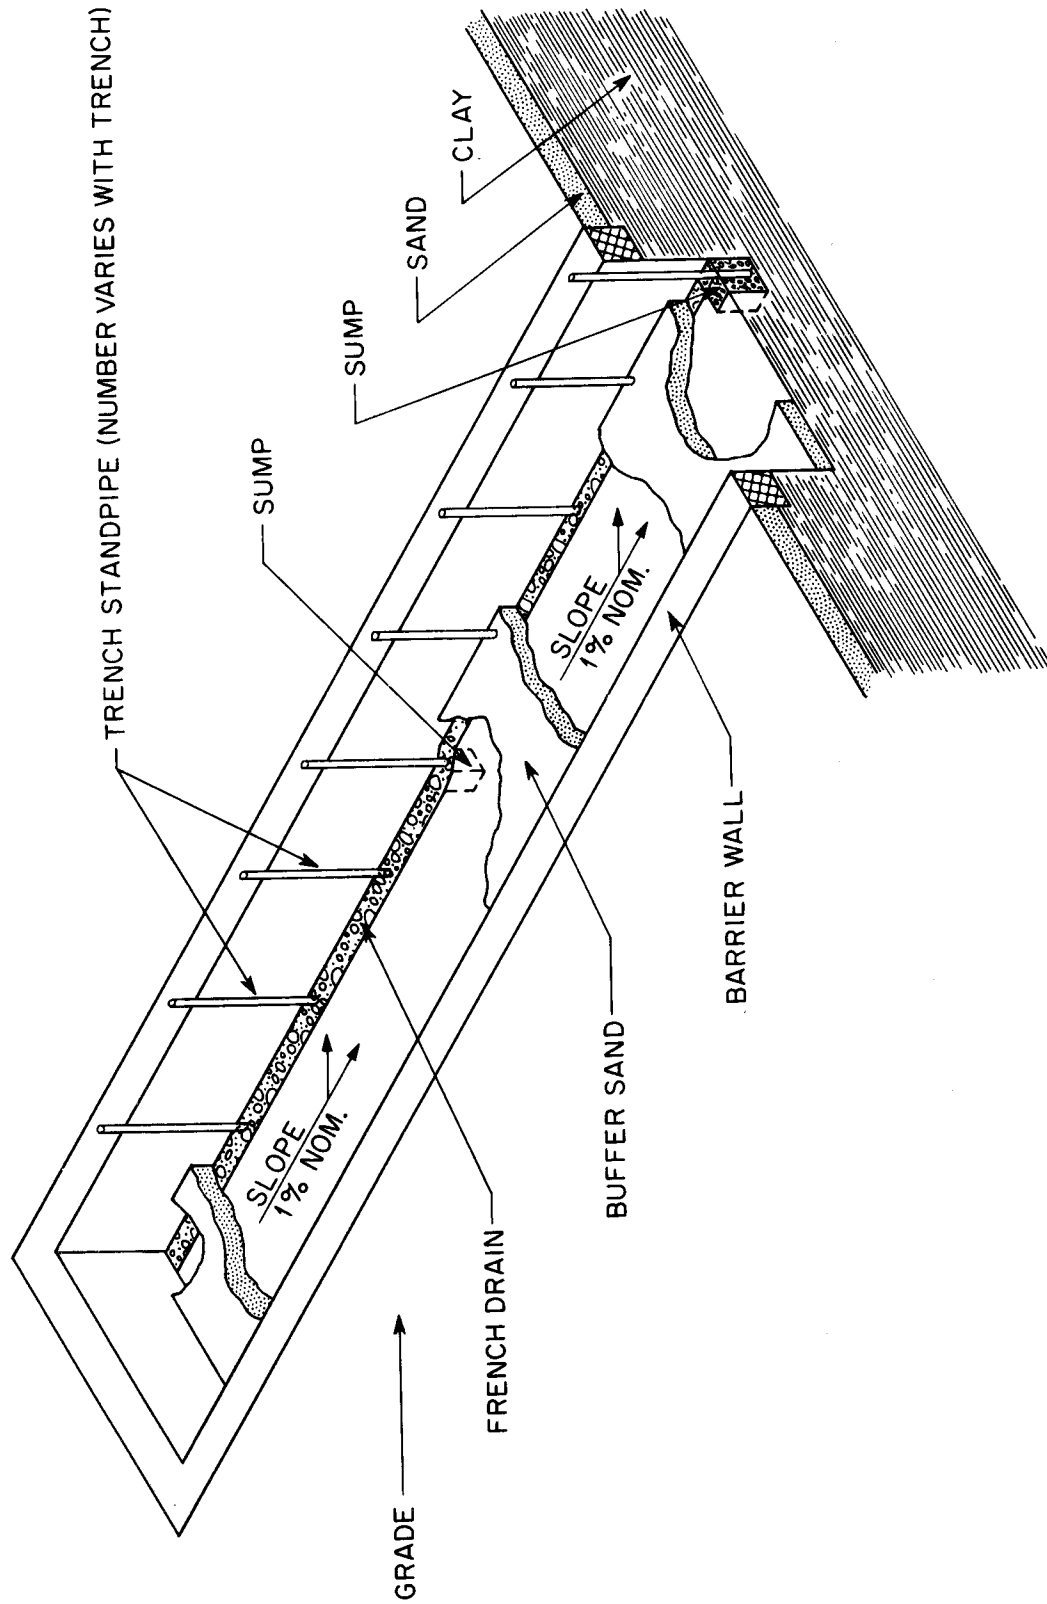 TRENCH STANDPIPE (NUMBER VARIES WITH TRENCH)
SUMP
SUMP
SAND
CLAY
SLOPE
1% NOM.
SLOPE
1% NOM.
GRADE
FRENCH DRAIN
BUFFER SAND
BARRIER WALL